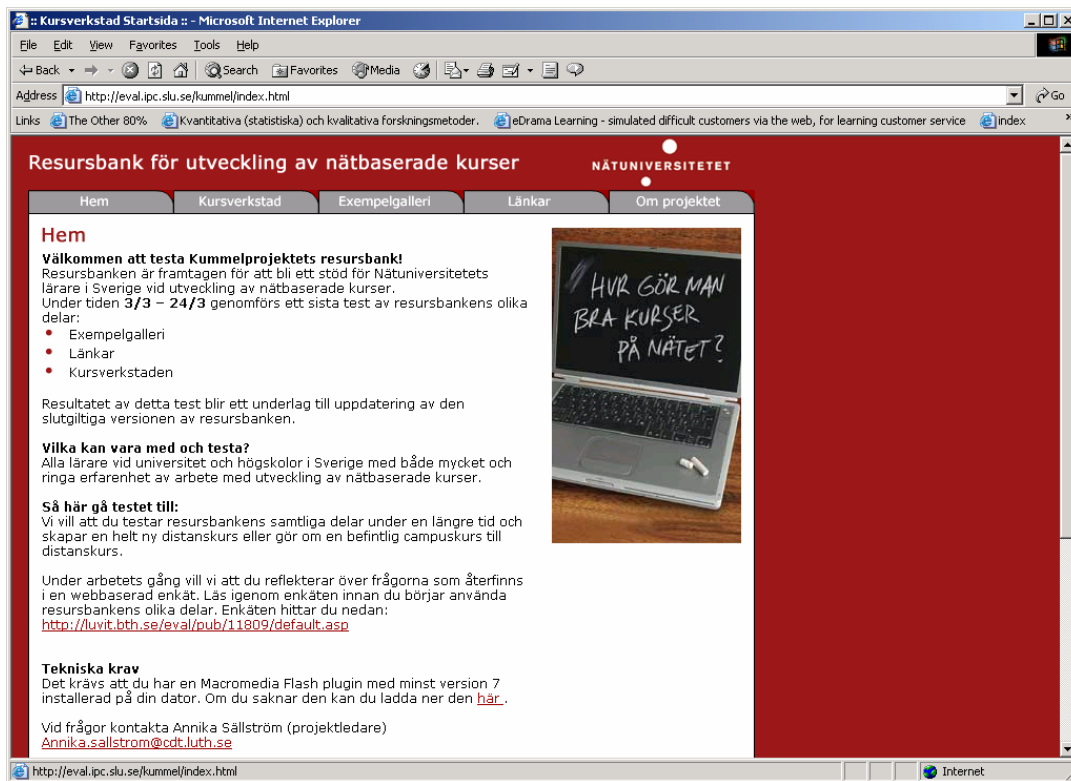 :: Kursverkstad Startsida :: - Microsoft Internet Explorer
File Edit View Favorites Tools Help
Back Search Favorites Media
Address http://eval.ipc.slu.se/kummel/index.html Go
Links The Other 80% Kvantitativa (statistiska) och kvalitativa forskningsmetoder. eDrama Learning - simulated difficult customers via the web, for learning customer service index »
Resursbank för utveckling av nätbaserade kurser
NÄTUNIVERSITETET
Hem Kursverkstad Exempelgalleri Länkar Om projektet
Hem
Välkommen att testa Kummelprojektets resursbank!
Resursbanken är framtagen för att bli ett stöd för Nätuniversitetets
lärare i Sverige vid utveckling av nätbaserade kurser.
Under tiden 3/3 – 24/3 genomförs ett sista test av resursbankens olika
delar:
• Exempelgalleri
• Länkar
• Kursverkstaden
Resultatet av detta test blir ett underlag till uppdatering av den
slutgiltiga versionen av resursbanken.
Vilka kan vara med och testa?
Alla lärare vid universitet och högskolor i Sverige med både mycket och
ringa erfarenhet av arbete med utveckling av nätbaserade kurser.
Så här gå testet till:
Vi vill att du testar resursbankens samtliga delar under en längre tid och
skapar en helt ny distanskurs eller gör om en befintlig campuskurs till
distanskurs.
Under arbetets gång vill vi att du reflekterar över frågorna som återfinns
i en webbaserad enkät. Läs igenom enkäten innan du börjar använda
resursbankens olika delar. Enkäten hittar du nedan:
http://luvit.bth.se/eval/pub/11809/default.asp
Tekniska krav
Det krävs att du har en Macromedia Flash plugin med minst version 7
installerad på din dator. Om du saknar den kan du ladda ner den här .
Vid frågor kontakta Annika Sällström (projektledare)
Annika.sallstrom@cdt.luth.se
HUR GÖR MAN
BRA KURSER
PÅ NÄTET?
http://eval.ipc.slu.se/kummel/index.html Internet